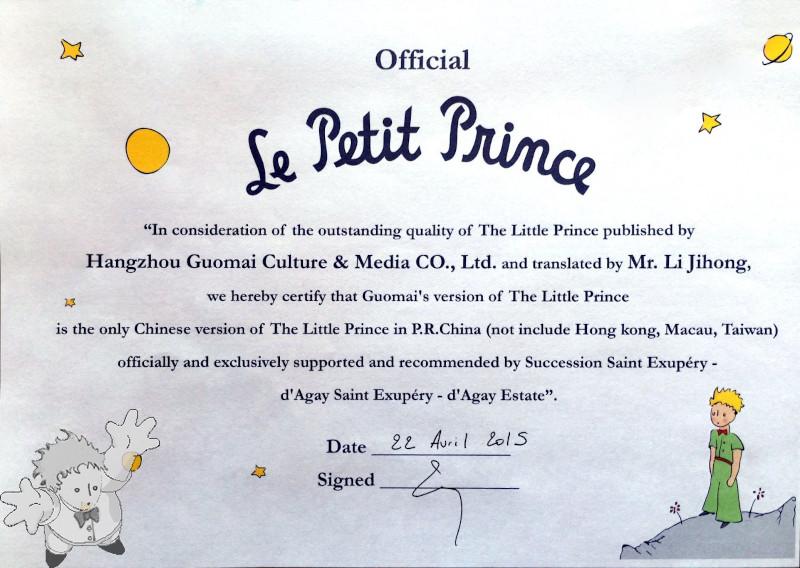 Official
Le Petit Prince
“In consideration of the outstanding quality of The Little Prince published by
Hangzhou Guomai Culture & Media CO., Ltd. and translated by Mr. Li Jihong,
we hereby certify that Guomai's version of The Little Prince
is the only Chinese version of The Little Prince in P.R.China (not include Hong kong, Macau, Taiwan)
officially and exclusively supported and recommended by Succession Saint Exupéry -
d'Agay Saint Exupéry - d'Agay Estate”.
Date 22 Avril 2015
Signed